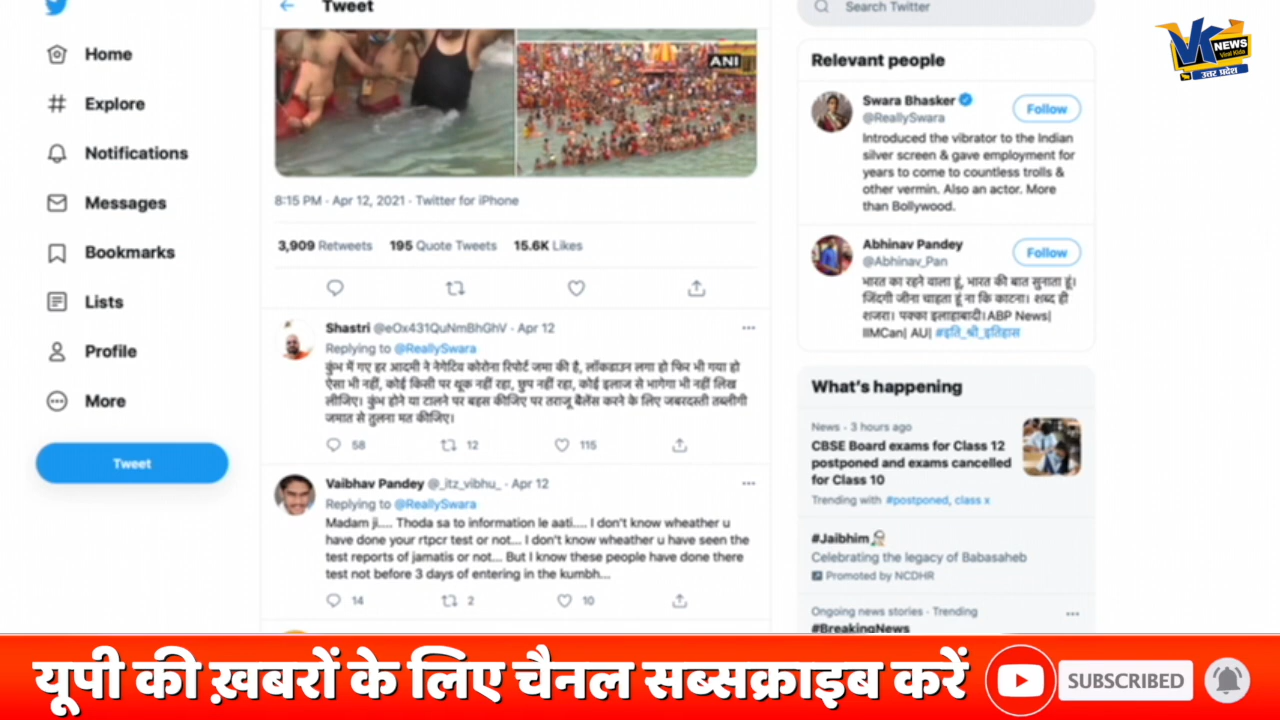 Tweet
Search Twitter
VK NEWS
Viral Kida
उत्तर प्रदेश
Home
Explore
Notifications
Messages
Bookmarks
Lists
Profile
More
Tweet
ANI
8:15 PM · Apr 12, 2021 · Twitter for iPhone
3,909 Retweets 195 Quote Tweets 15.6K Likes
Shastri @eOx431QuNmBhGhV · Apr 12
Replying to @ReallySwara
कुंभ में गए हर आदमी ने नेगेटिव कोरोना रिपोर्ट जमा की है, लॉकडाउन लगा हो फिर भी गया हो
ऐसा भी नहीं, कोई किसी पर थूक नहीं रहा, छुप नहीं रहा, कोई इलाज से भागेगा भी नहीं लिख
लीजिए। कुंभ होने या टालने पर बहस कीजिए पर तराजू बैलेंस करने के लिए जबरदस्ती तब्लीगी
जमात से तुलना मत कीजिए।
58 12 115
Vaibhav Pandey @_itz_vibhu_ · Apr 12
Replying to @ReallySwara
Madam ji.... Thoda sa to information le aati.... I don't know wheather u
have done your rtpcr test or not... I don't know wheather u have seen the
test reports of jamatis or not... But I know these people have done there
test not before 3 days of entering in the kumbh...
14 2 10
Relevant people
Swara Bhasker
@ReallySwara
Follow
Introduced the vibrator to the Indian
silver screen & gave employment for
years to come to countless trolls &
other vermin. Also an actor. More
than Bollywood.
Abhinav Pandey
@Abhinav_Pan
Follow
भारत का रहने वाला हूं, भारत की बात सुनाता हूं।
जिंदगी जीना चाहता हूं ना कि काटना। शब्द ही
शजरा। पक्का इलाहाबादी।ABP News|
IIMCan| AU| #इति_श्री_इतिहास
What's happening
News · 3 hours ago
CBSE Board exams for Class 12
postponed and exams cancelled
for Class 10
Trending with #postponed, class x
#Jaibhim
Celebrating the legacy of Babasaheb
Promoted by NCDHR
Ongoing news stories · Trending
#BreakingNews
यूपी की ख़बरों के लिए चैनल सब्सक्राइब करें
SUBSCRIBED